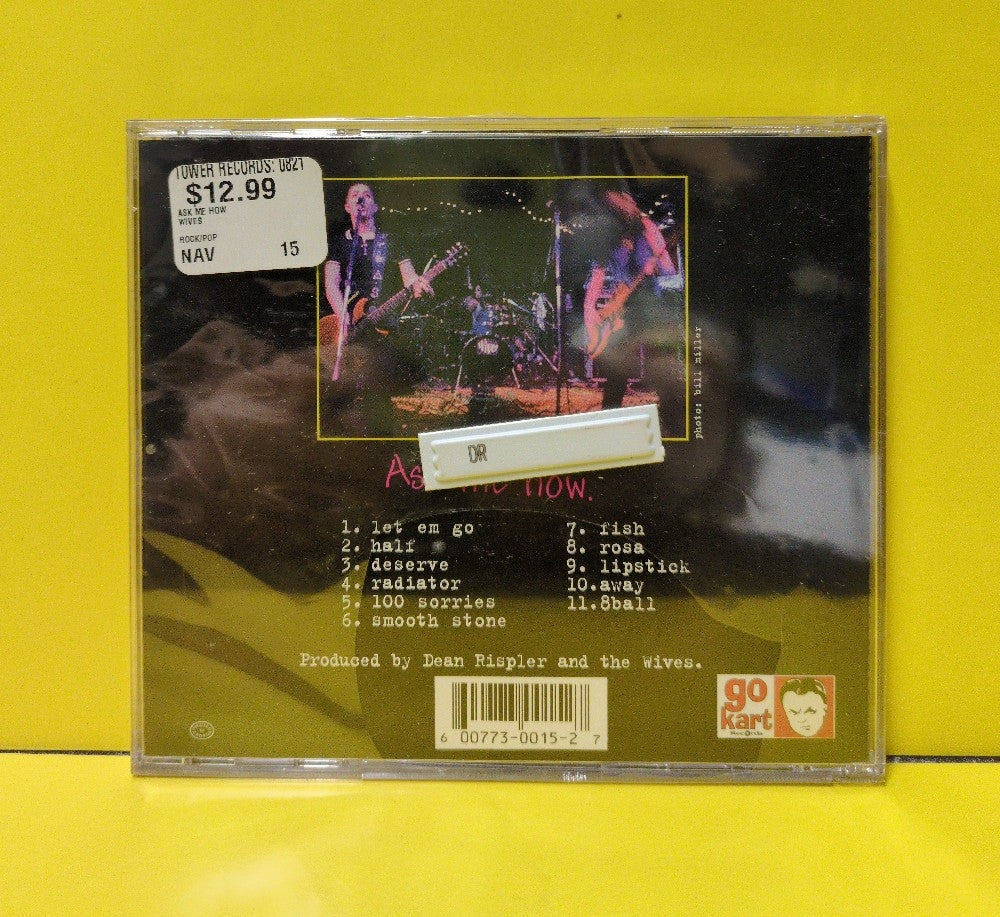 TOWER RECORDS: 0821
$12.99
ASK ME HOW
WIVES
ROCK/POP
NAV 15
photo: bill miller
DR
now.
1. let em go
2. half
3. deserve
4. radiator
5. 100 sorries
6. smooth stone
7. fish
8. rosa
9. lipstick
10.away
11.8ball
Produced by Dean Rispler and the Wives.
6 00773-0015-2 7
go
kart
Records